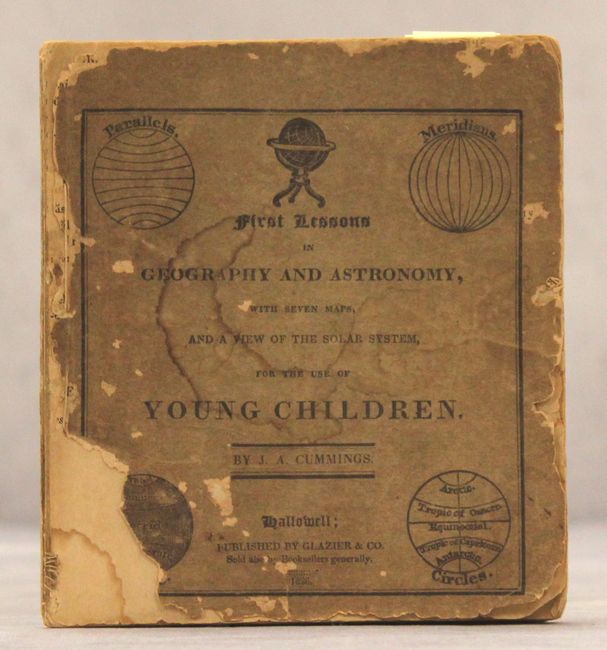 Parallels.
Meridians.
First Lessons
IN
GEOGRAPHY AND ASTRONOMY,
WITH SEVEN MAPS,
AND A VIEW OF THE SOLAR SYSTEM,
FOR THE USE OF
YOUNG CHILDREN.
BY J. A. CUMMINGS.
Hallowell;
PUBLISHED BY GLAZIER & CO.
Sold also by Booksellers generally.
Arctic.
Tropic of Cancer.
Equinoctial.
Tropic of Capricorn
Antarctic.
Circles.